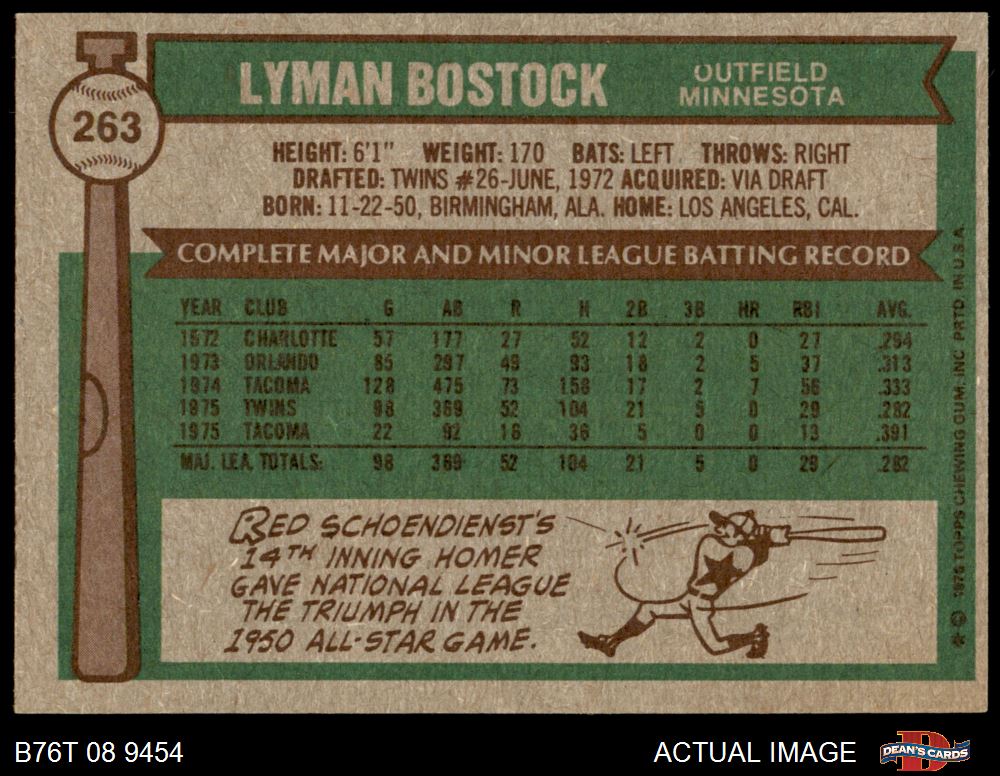 263
LYMAN BOSTOCK
OUTFIELD
MINNESOTA
HEIGHT: 6'1" WEIGHT: 170 BATS: LEFT THROWS: RIGHT
DRAFTED: TWINS #26-JUNE, 1972 ACQUIRED: VIA DRAFT
BORN: 11-22-50, BIRMINGHAM, ALA. HOME: LOS ANGELES, CAL.
COMPLETE MAJOR AND MINOR LEAGUE BATTING RECORD
YEAR CLUB G AB R H 2B 3B HR RBI AVG.
1972 CHARLOTTE 57 177 27 52 12 2 0 27 .294
1973 ORLANDO 85 297 49 93 18 2 5 37 .313
1974 TACOMA 128 475 73 158 17 2 7 56 .333
1975 TWINS 98 369 52 104 21 5 0 29 .282
1975 TACOMA 22 92 16 36 5 0 0 13 .391
MAJ. LEA. TOTALS: 98 369 52 104 21 5 0 29 .282
RED SCHOENDIENST'S
14TH INNING HOMER
GAVE NATIONAL LEAGUE
THE TRIUMPH IN THE
1950 ALL-STAR GAME.
* © 1976 TOPPS CHEWING GUM, INC. PRTD. IN U.S.A.
B76T 08 9454
ACTUAL IMAGE
D
DEAN'S CARDS